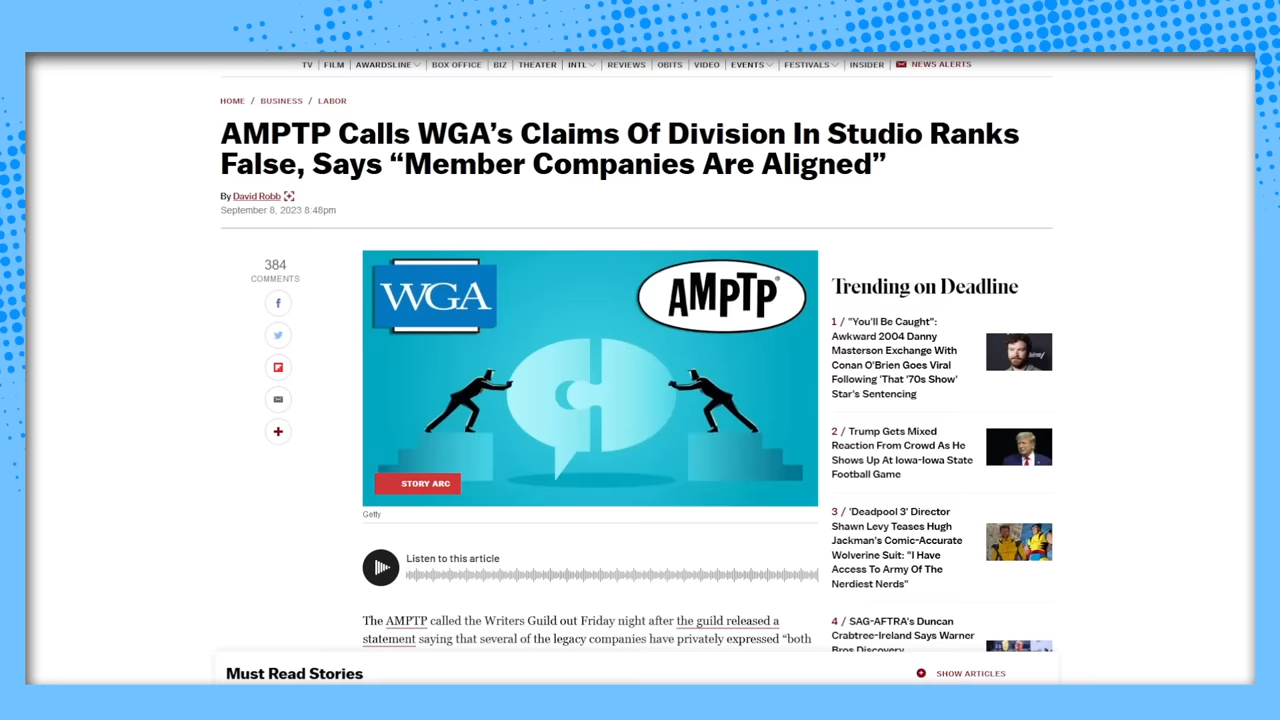 TV | FILM | AWARDSLINE | BOX OFFICE | BIZ | THEATER | INTL | REVIEWS | OBITS | VIDEO | EVENTS | FESTIVALS | INSIDER | NEWS ALERTS
HOME / BUSINESS / LABOR
AMPTP Calls WGA's Claims Of Division In Studio Ranks
False, Says “Member Companies Are Aligned”
By David Robb
September 8, 2023 8:48pm
384
COMMENTS
WGA
AMPTP
STORY ARC
Getty
Listen to this article
The AMPTP called the Writers Guild out Friday night after the guild released a
statement saying that several of the legacy companies have privately expressed “both
Trending on Deadline
1 / "You'll Be Caught":
Awkward 2004 Danny
Masterson Exchange With
Conan O'Brien Goes Viral
Following 'That '70s Show'
Star's Sentencing
2 / Trump Gets Mixed
Reaction From Crowd As He
Shows Up At Iowa-Iowa State
Football Game
3 / 'Deadpool 3' Director
Shawn Levy Teases Hugh
Jackman's Comic-Accurate
Wolverine Suit: "I Have
Access To Army Of The
Nerdiest Nerds"
4 / SAG-AFTRA's Duncan
Crabtree-Ireland Says Warner
Bros Discovery
Must Read Stories
SHOW ARTICLES